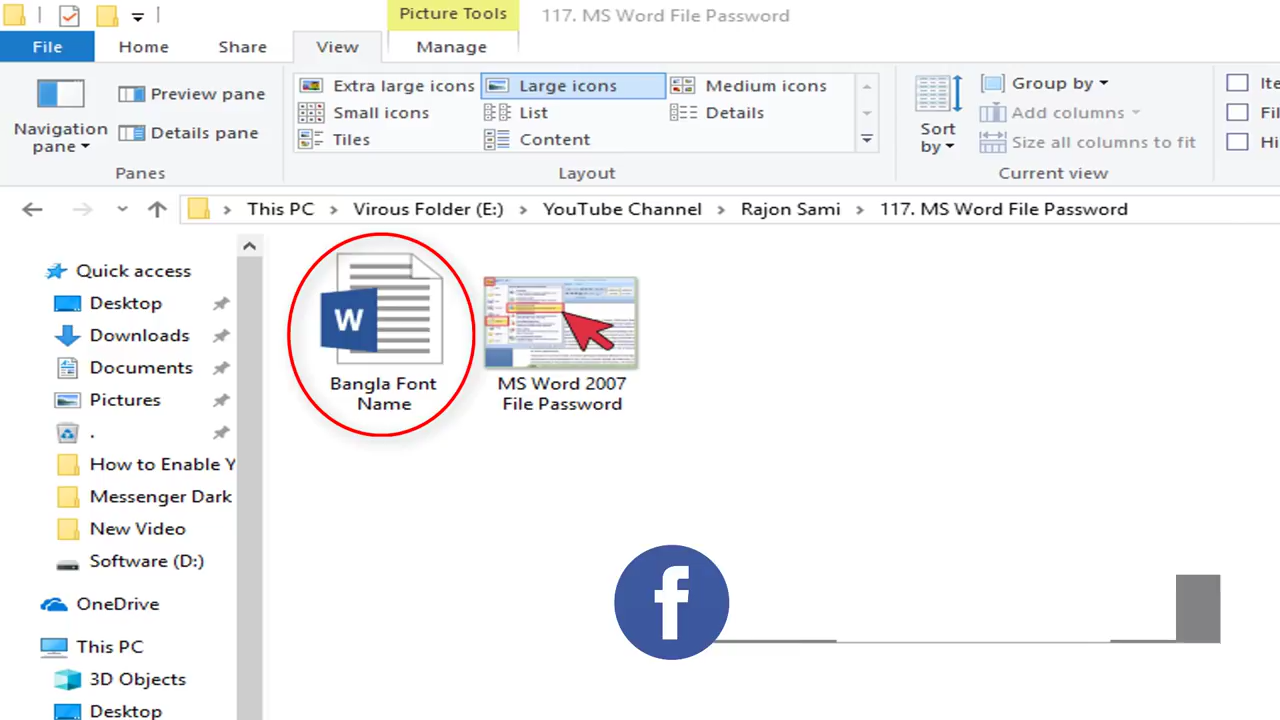 Picture Tools
117. MS Word File Password
File
Home
Share
View
Manage
Navigation
pane
Preview pane
Details pane
Panes
Extra large icons
Large icons
Medium icons
Small icons
List
Details
Tiles
Content
Layout
Sort
by
Group by
Add columns
Size all columns to fit
Current view
Ite
Fil
Hi
This PC
Virous Folder (E:)
YouTube Channel
Rajon Sami
117. MS Word File Password
Quick access
Desktop
Downloads
Documents
Pictures
.
How to Enable Y
Messenger Dark
New Video
Software (D:)
OneDrive
This PC
3D Objects
Desktop
W
Bangla Font
Name
MS Word 2007
File Password
f